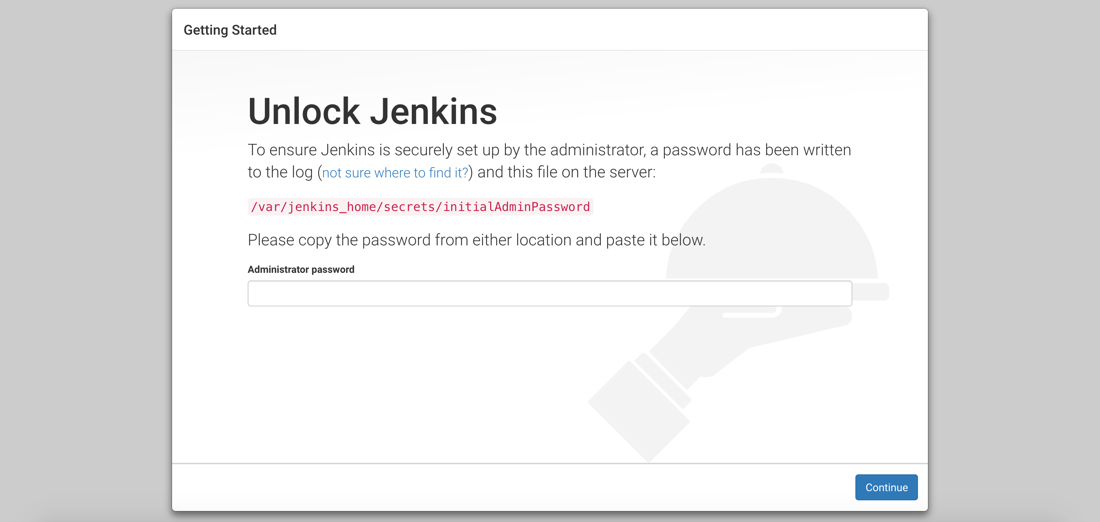 Getting Started
Unlock Jenkins
To ensure Jenkins is securely set up by the administrator, a password has been written
to the log (not sure where to find it?) and this file on the server:
/var/jenkins_home/secrets/initialAdminPassword
Please copy the password from either location and paste it below.
Administrator password
Continue